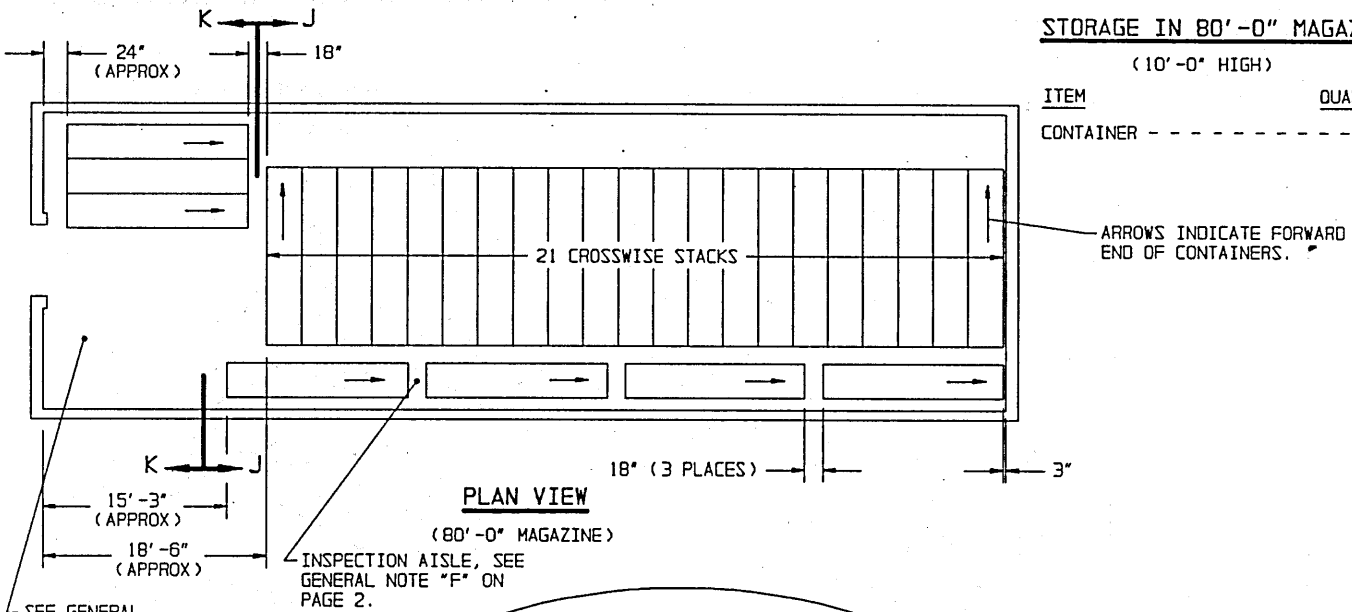 K J
24"
(APPROX)
18"
STORAGE IN 80'-0" MAGAZ
(10'-0" HIGH)
ITEM QUA
CONTAINER - - - - - - - - - - -
21 CROSSWISE STACKS
ARROWS INDICATE FORWARD
END OF CONTAINERS.
K J
15'-3"
(APPROX)
18'-6"
(APPROX)
18" (3 PLACES)
3"
PLAN VIEW
(80'-0" MAGAZINE)
INSPECTION AISLE, SEE
GENERAL NOTE "F" ON
PAGE 2.
SEE GENERAL